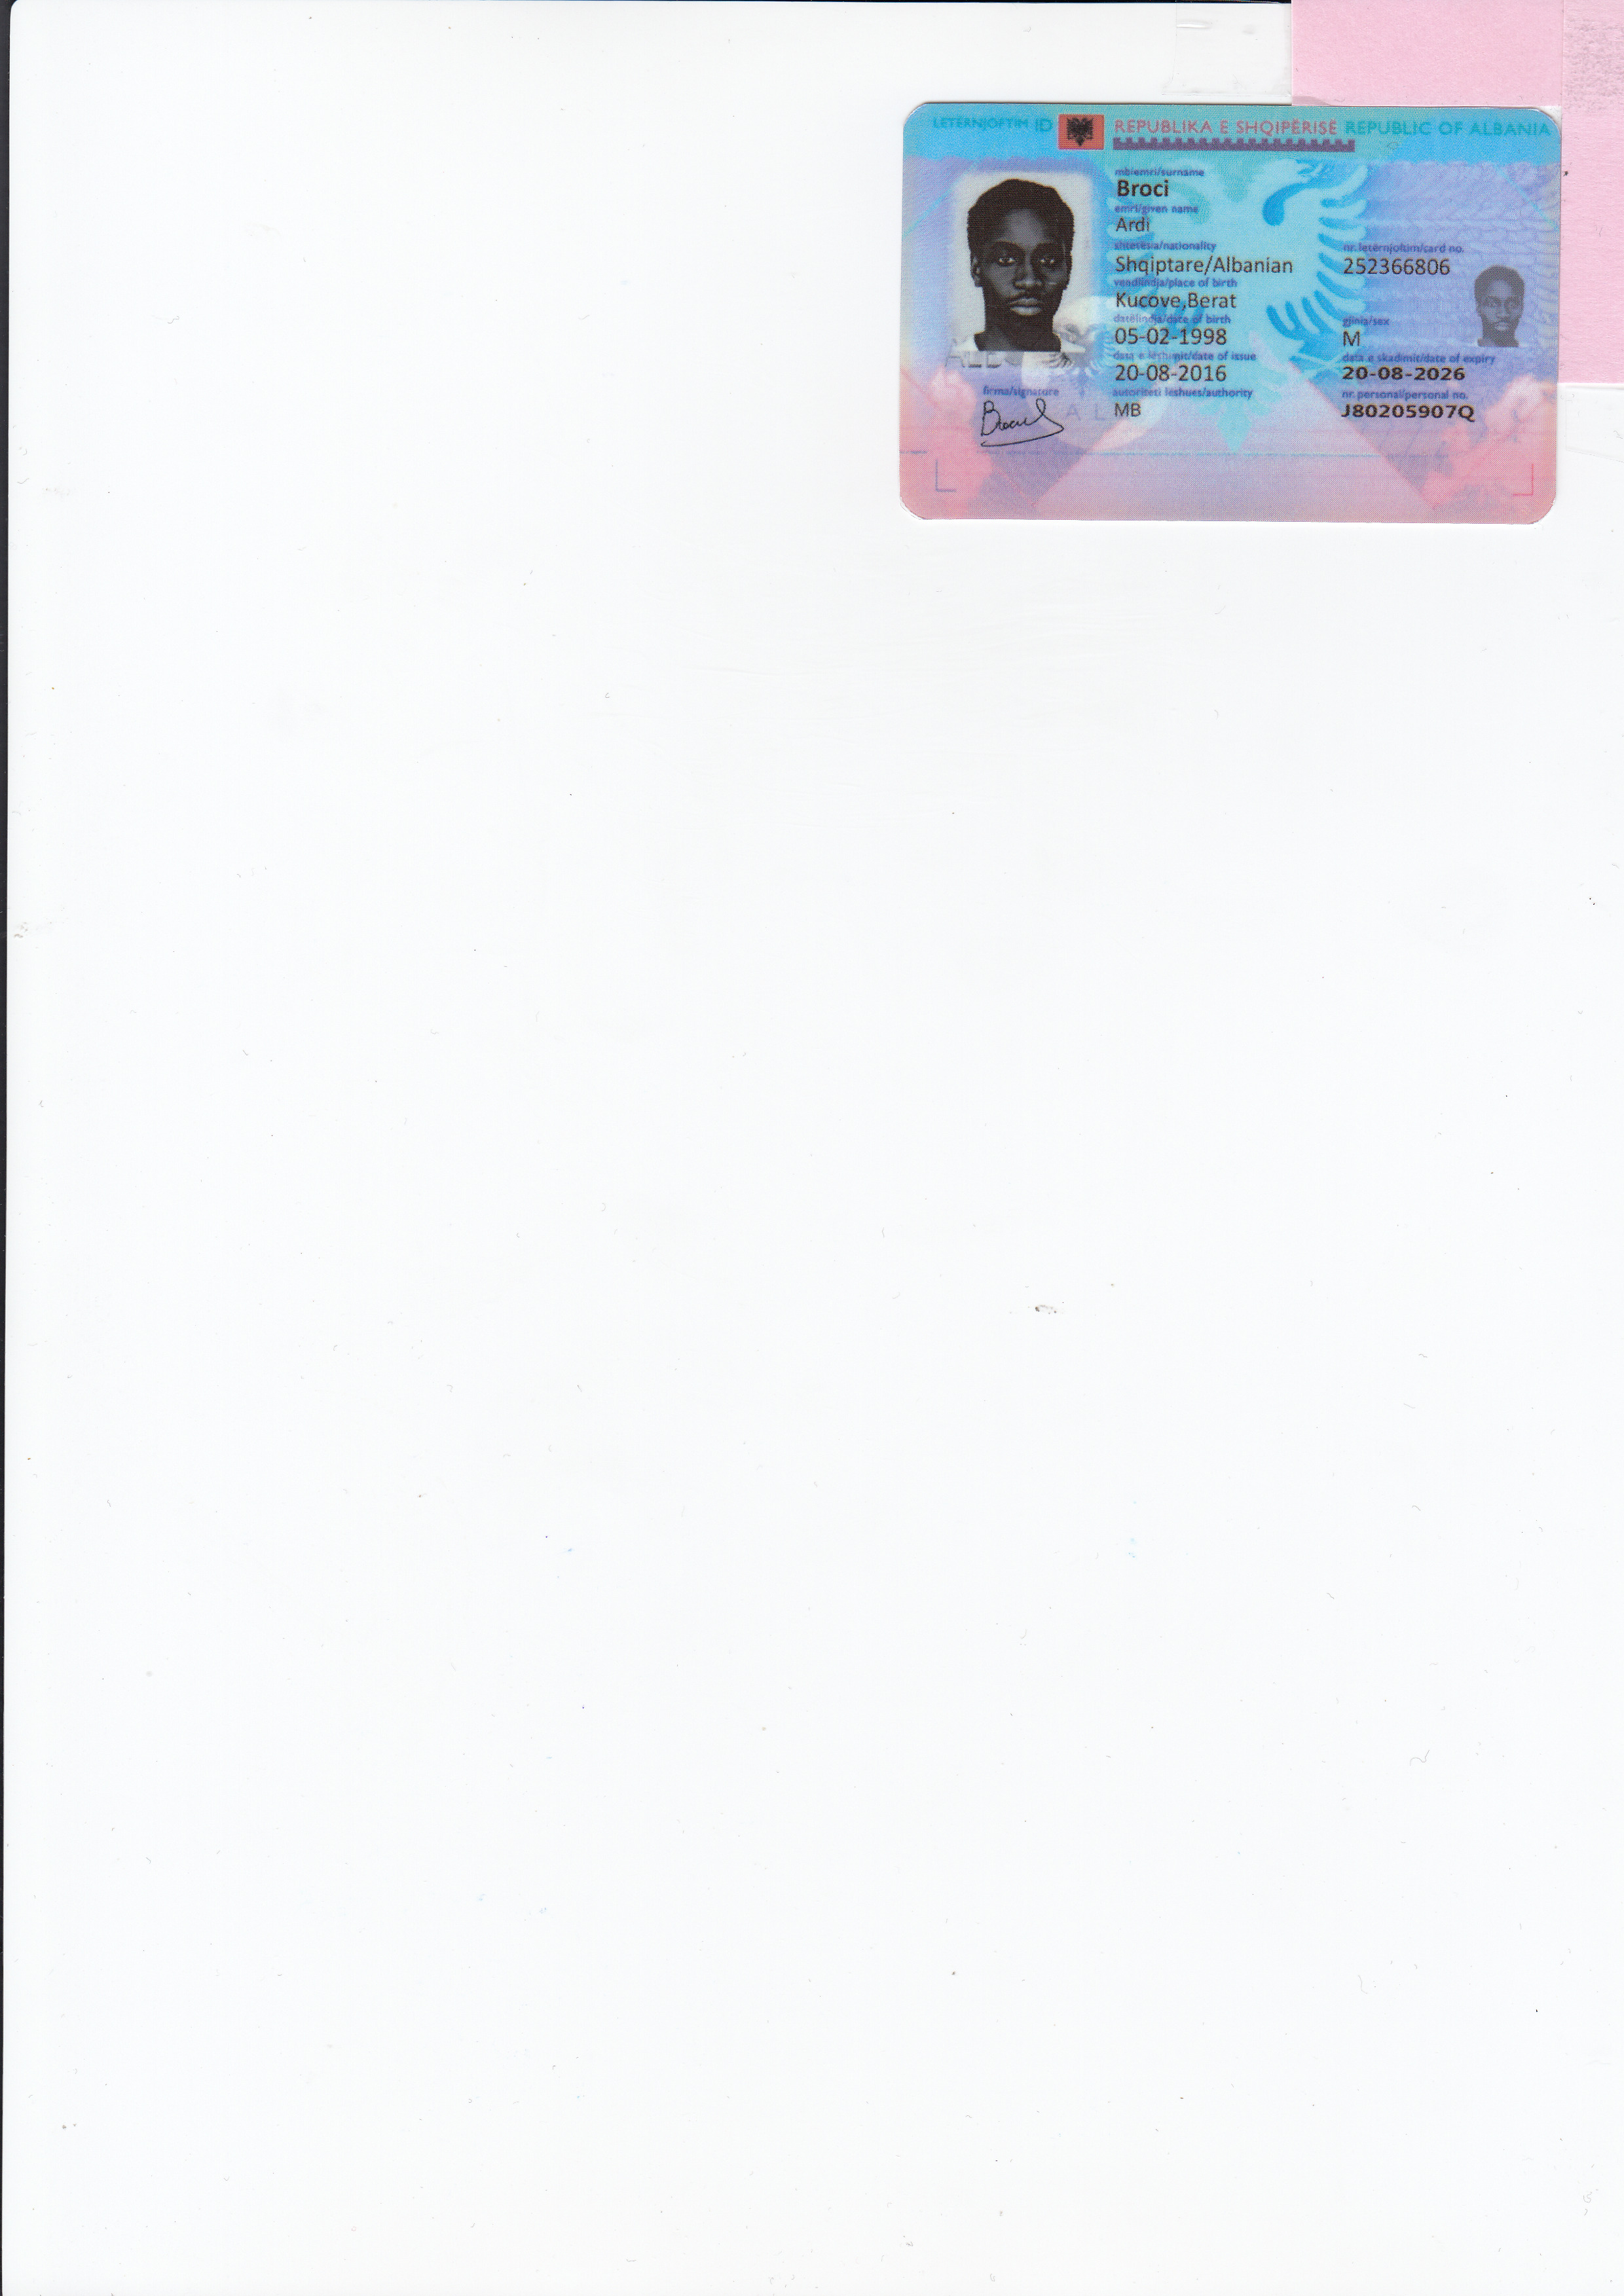 LETËRNJOFTIM ID REPUBLIKA E SHQIPËRISË REPUBLIC OF ALBANIA
mbiemri/surname
Broci
emri/given name
Ardi
shtetësia/nationality
Shqiptare/Albanian
nr. letërnjoftim/card no.
252366806
vendlindja/place of birth
Kucove,Berat
datëlindja/date of birth
05-02-1998
gjinia/sex
M
data e lëshimit/date of issue
20-08-2016
data e skadimit/date of expiry
20-08-2026
autoriteti lëshues/authority
MB
nr. personal/personal no.
J80205907Q
firma/signature